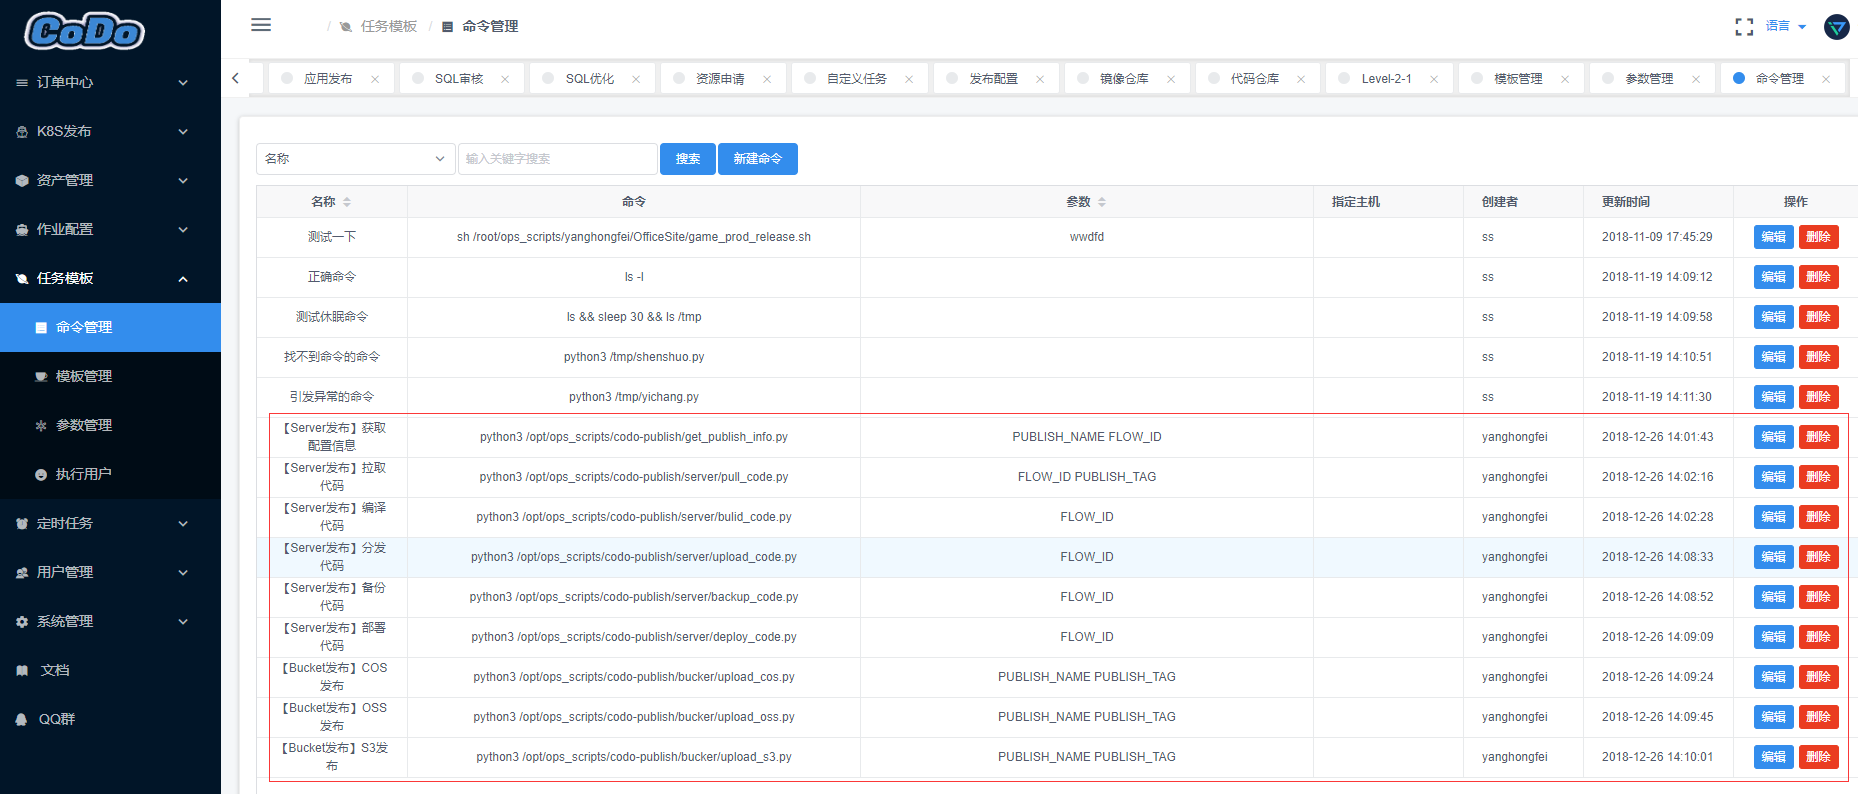 CoDo
订单中心
K8S发布
资产管理
作业配置
任务模板
命令管理
模板管理
参数管理
执行用户
定时任务
用户管理
系统管理
文档
QQ群
/ 任务模板 / 命令管理
语言
应用发布 SQL审核 SQL优化 资源申请 自定义任务 发布配置 镜像仓库 代码仓库 Level-2-1 模板管理 参数管理 命令管理
名称 输入关键字搜索 搜索 新建命令
名称 命令 参数 指定主机 创建者 更新时间 操作
测试一下 sh /root/ops_scripts/yanghongfei/OfficeSite/game_prod_release.sh wwdfd ss 2018-11-09 17:45:29 编辑 删除
正确命令 ls -l ss 2018-11-19 14:09:12 编辑 删除
测试休眠命令 ls && sleep 30 && ls /tmp ss 2018-11-19 14:09:58 编辑 删除
找不到命令的命令 python3 /tmp/shenshuo.py ss 2018-11-19 14:10:51 编辑 删除
引发异常的命令 python3 /tmp/yichang.py ss 2018-11-19 14:11:30 编辑 删除
【Server发布】获取
配置信息 python3 /opt/ops_scripts/codo-publish/get_publish_info.py PUBLISH_NAME FLOW_ID yanghongfei 2018-12-26 14:01:43 编辑 删除
【Server发布】拉取
代码 python3 /opt/ops_scripts/codo-publish/server/pull_code.py FLOW_ID PUBLISH_TAG yanghongfei 2018-12-26 14:02:16 编辑 删除
【Server发布】编译
代码 python3 /opt/ops_scripts/codo-publish/server/bulid_code.py FLOW_ID yanghongfei 2018-12-26 14:02:28 编辑 删除
【Server发布】分发
代码 python3 /opt/ops_scripts/codo-publish/server/upload_code.py FLOW_ID yanghongfei 2018-12-26 14:08:33 编辑 删除
【Server发布】备份
代码 python3 /opt/ops_scripts/codo-publish/server/backup_code.py FLOW_ID yanghongfei 2018-12-26 14:08:52 编辑 删除
【Server发布】部署
代码 python3 /opt/ops_scripts/codo-publish/server/deploy_code.py FLOW_ID yanghongfei 2018-12-26 14:09:09 编辑 删除
【Bucket发布】COS
发布 python3 /opt/ops_scripts/codo-publish/bucker/upload_cos.py PUBLISH_NAME PUBLISH_TAG yanghongfei 2018-12-26 14:09:24 编辑 删除
【Bucket发布】OSS
发布 python3 /opt/ops_scripts/codo-publish/bucker/upload_oss.py PUBLISH_NAME PUBLISH_TAG yanghongfei 2018-12-26 14:09:45 编辑 删除
【Bucket发布】S3发
布 python3 /opt/ops_scripts/codo-publish/bucker/upload_s3.py PUBLISH_NAME PUBLISH_TAG yanghongfei 2018-12-26 14:10:01 编辑 删除